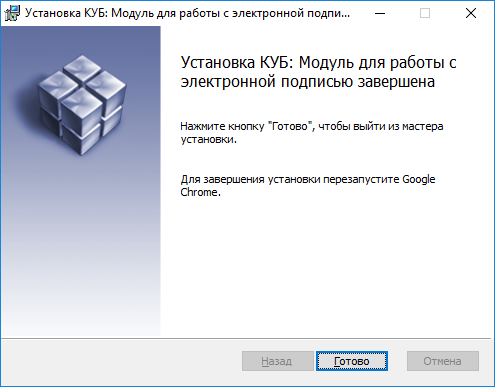 Установка КУБ: Модуль для работы с электронной подпи...
Установка КУБ: Модуль для работы с
электронной подписью завершена
Нажмите кнопку "Готово", чтобы выйти из мастера
установки.
Для завершения установки перезапустите Google
Chrome.
Назад
Готово
Отмена